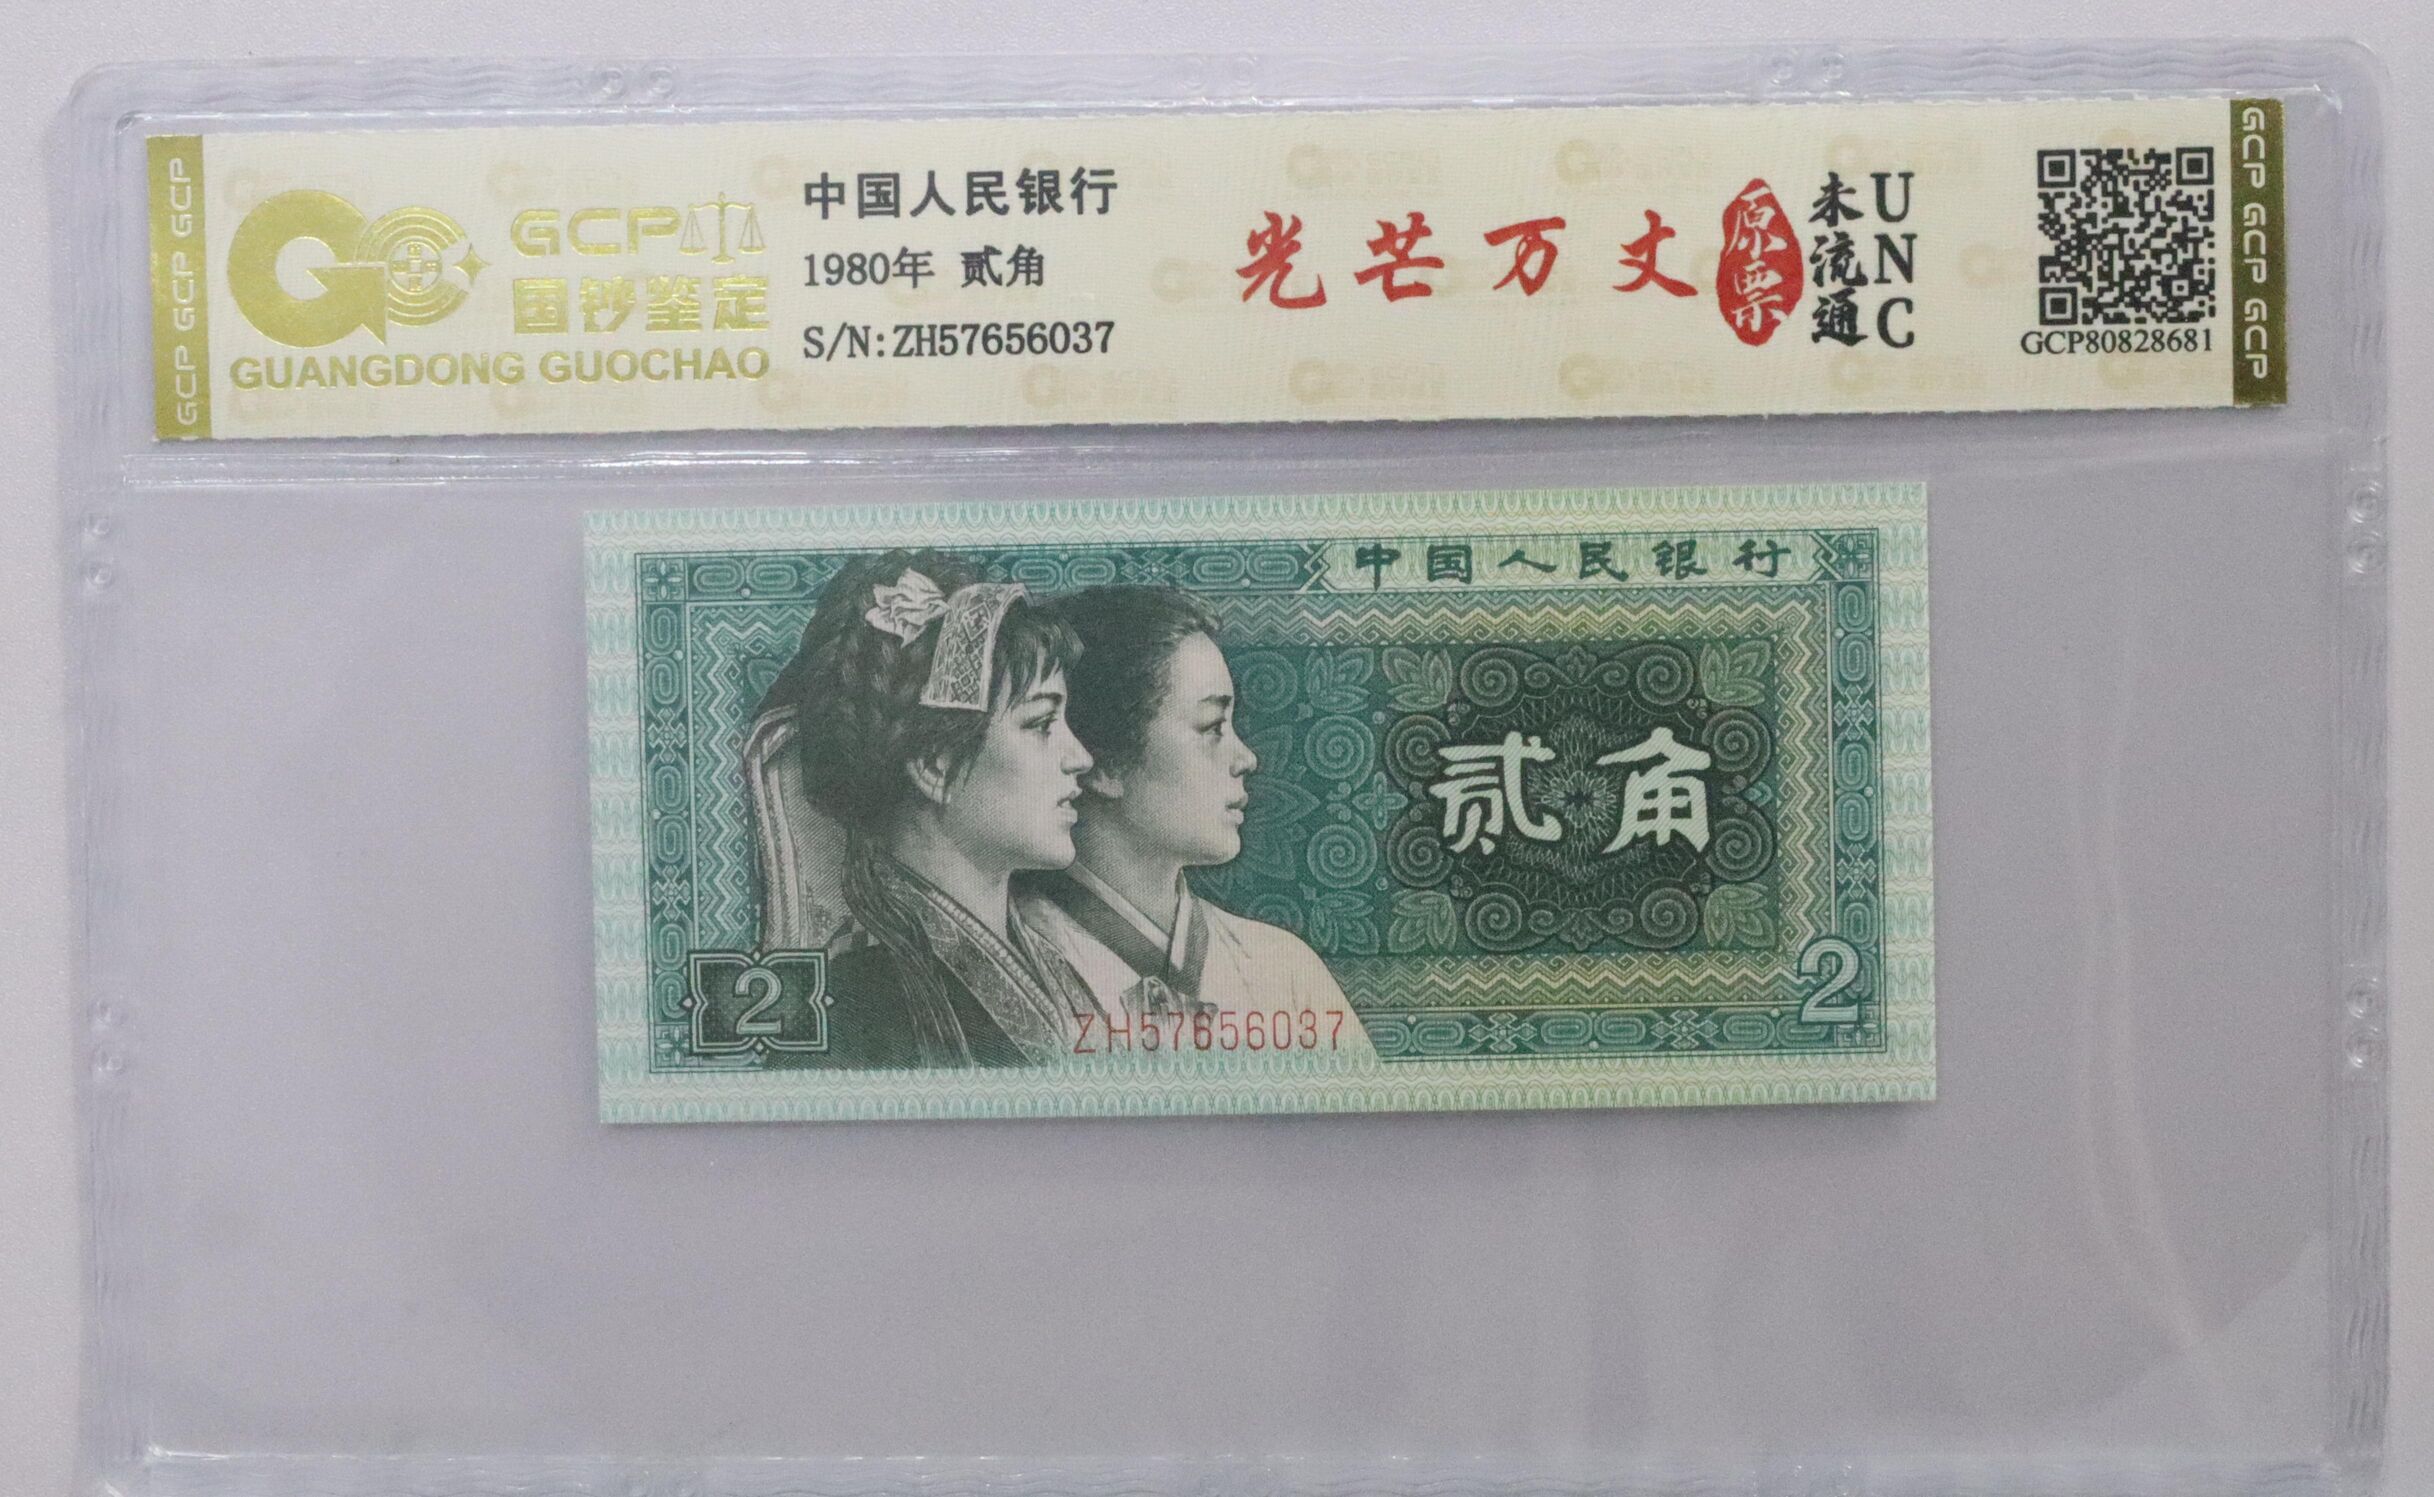 GCP GCP GCP
GCP
国钞鉴定
GUANGDONG GUOCHAO
中国人民银行
1980年 贰角
S/N:ZH57656037
光芒万丈
原票
未流通
UNC
GCP80828681
GCP GCP GCP
中国人民银行
贰角
2
2
ZH57656037